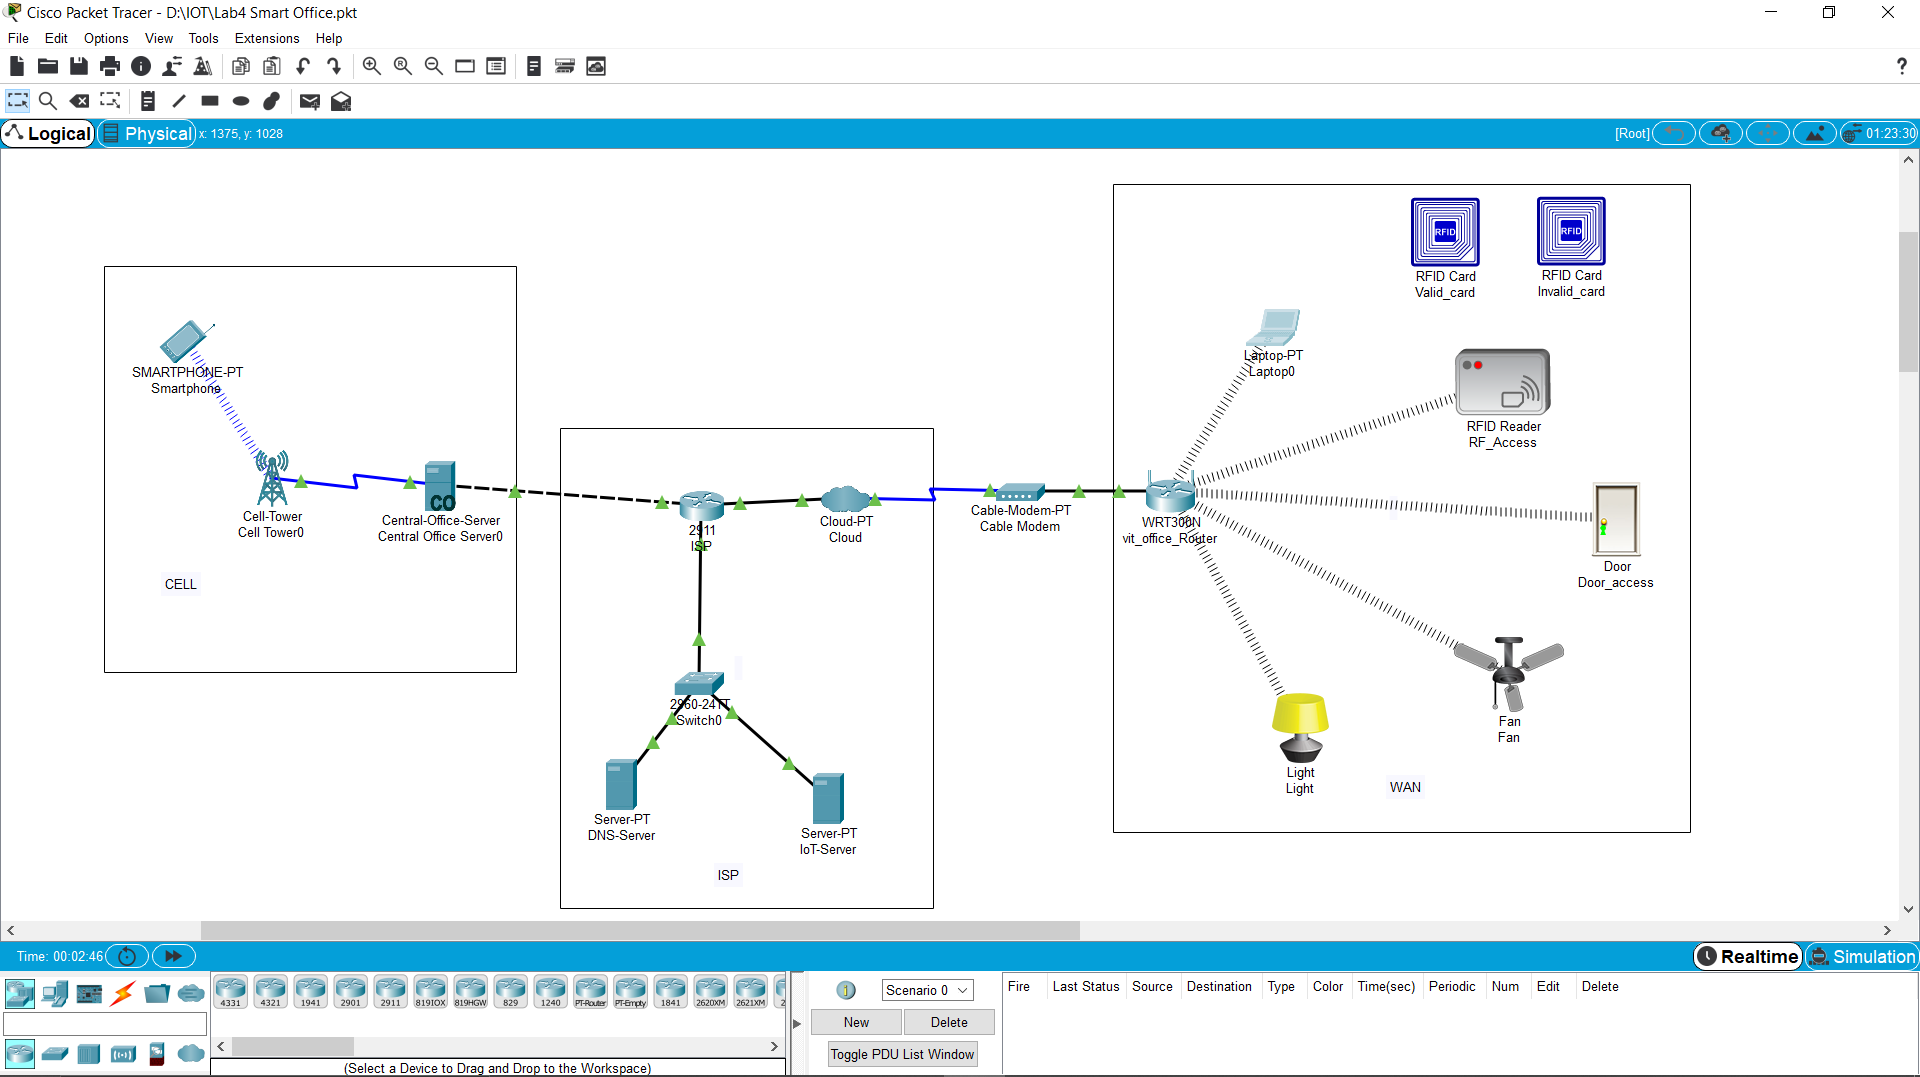 Cisco Packet Tracer - D:\IOT\Lab4 Smart Office.pkt
File Edit Options View Tools Extensions Help
?
Logical Physical x: 1375, y: 1028 [Root] 01:23:30
RFID RFID
RFID Card
Valid_card
RFID Card
Invalid_card
SMARTPHONE-PT
Smartphone
Laptop-PT
Laptop0
RFID Reader
RF_Access
CO
Cell-Tower
Cell Tower0
Central-Office-Server
Central Office Server0
2911
ISP
Cloud-PT
Cloud
Cable-Modem-PT
Cable Modem
WRT300N
vit_office_Router
Door
Door_access
CELL
2960-24TT
Switch0
Fan
Fan
Light
Light
WAN
Server-PT
DNS-Server
Server-PT
IoT-Server
ISP
Time: 00:02:46 Realtime Simulation
4331 4321 1941 2901 2911 819IOX 819HGW 829 1240 PT-Router PT-Empty 1841 2620XM 2621XM 2
(Select a Device to Drag and Drop to the Workspace)
Scenario 0
New Delete
Toggle PDU List Window
Fire Last Status Source Destination Type Color Time(sec) Periodic Num Edit Delete